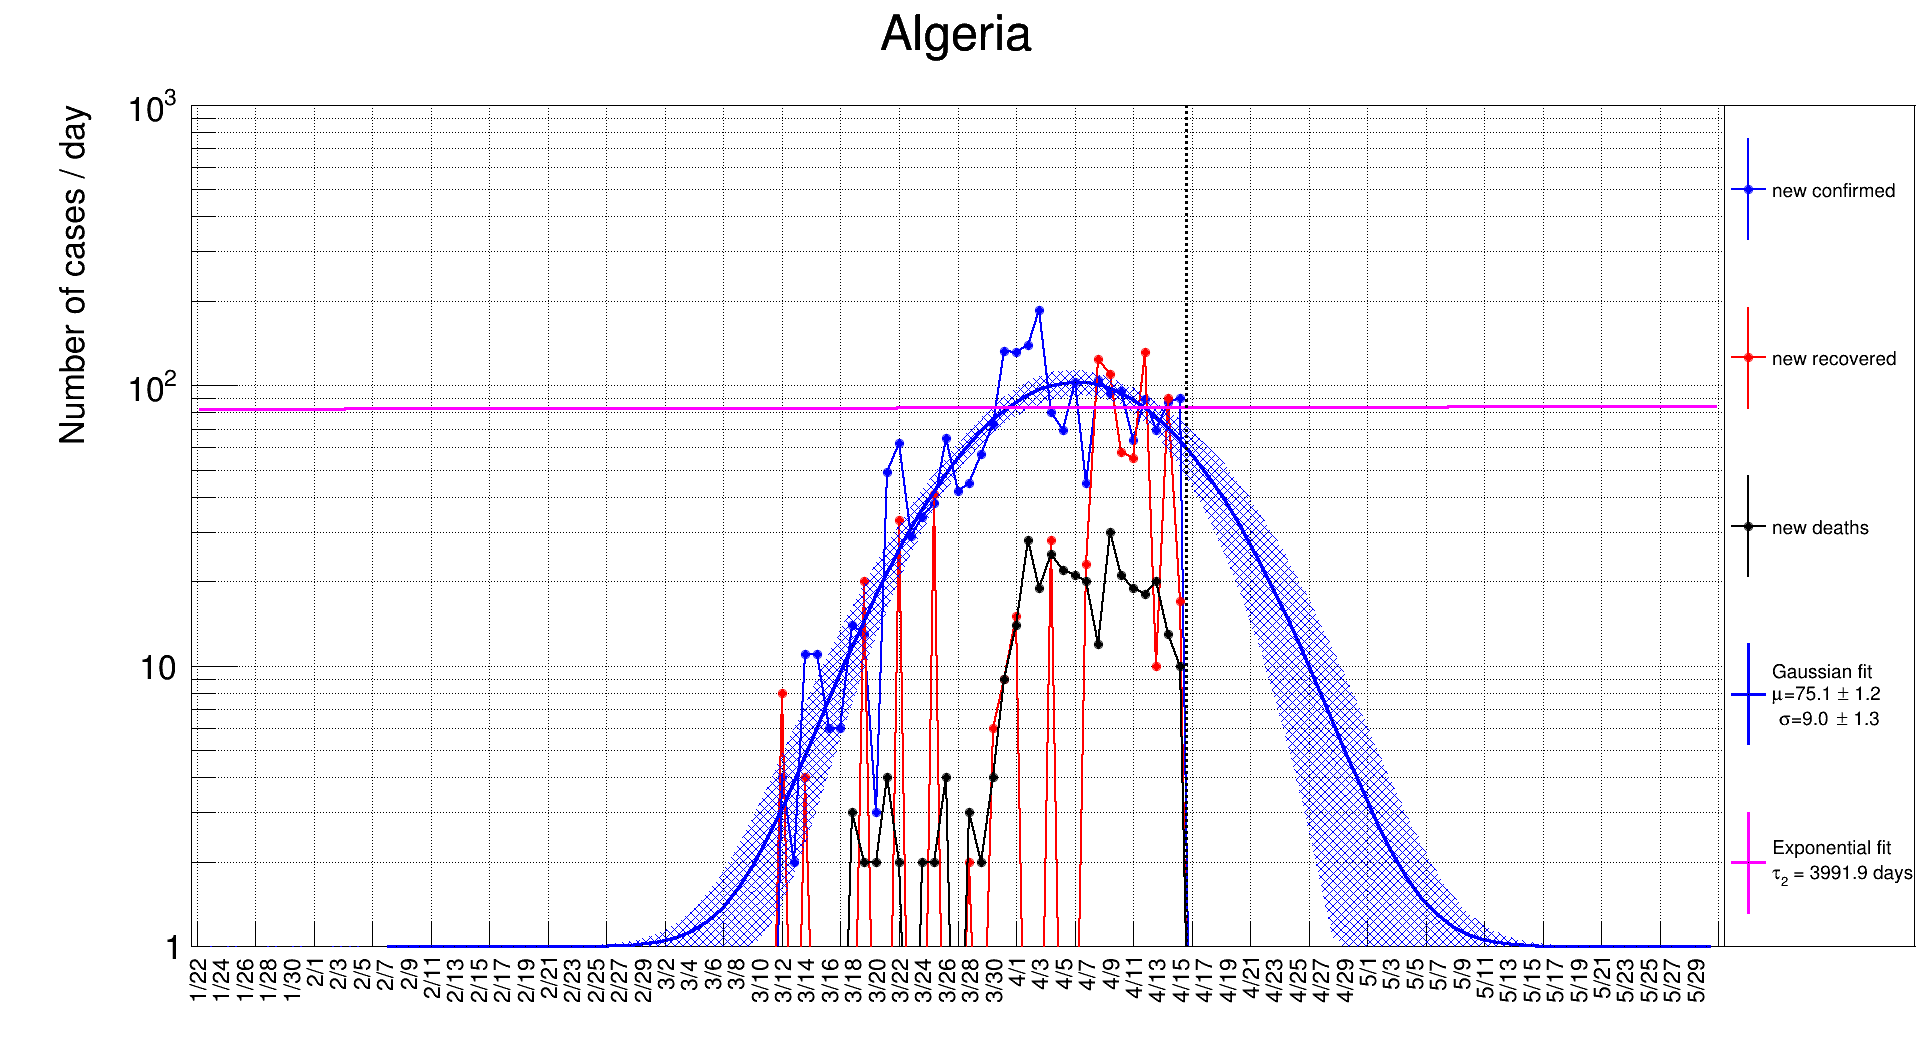 Algeria
Number of cases / day
10³
10²
10
1
1/22 1/24 1/26 1/28 1/30 2/1 2/3 2/5 2/7 2/9 2/11 2/13 2/15 2/17 2/19 2/21 2/23 2/25 2/27 2/29 3/2 3/4 3/6 3/8 3/10 3/12 3/14 3/16 3/18 3/20 3/22 3/24 3/26 3/28 3/30 4/1 4/3 4/5 4/7 4/9 4/11 4/13 4/15 4/17 4/19 4/21 4/23 4/25 4/27 4/29 5/1 5/3 5/5 5/7 5/9 5/11 5/13 5/15 5/17 5/19 5/21 5/23 5/25 5/27 5/29
new confirmed
new recovered
new deaths
Gaussian fit
μ=75.1 ± 1.2
σ=9.0 ± 1.3
Exponential fit
τ₂ = 3991.9 days